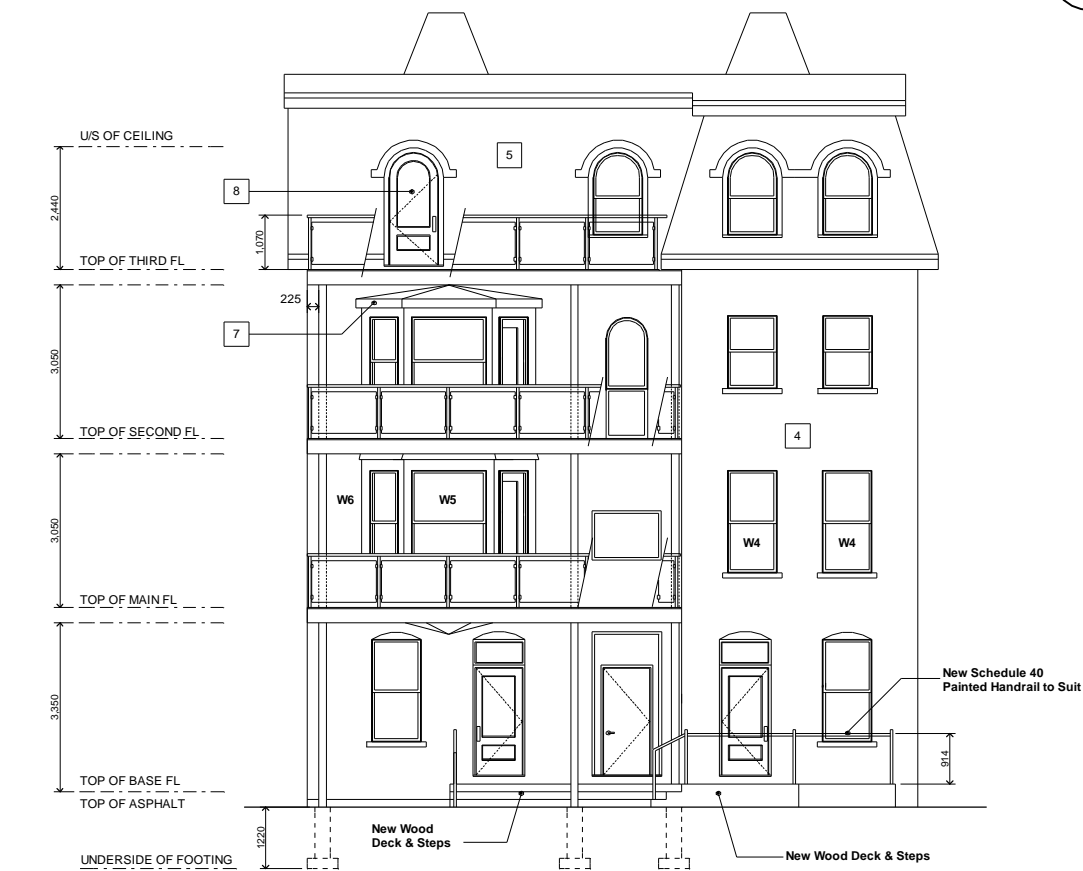 U/S OF CEILING
5
8
2,440
1,070
TOP OF THIRD FL
225
7
3,050
TOP OF SECOND FL
4
W6
W5
3,050
W4
W4
TOP OF MAIN FL
New Schedule 40
Painted Handrail to Suit
3,350
914
TOP OF BASE FL
TOP OF ASPHALT
1220
New Wood
Deck & Steps
New Wood Deck & Steps
UNDERSIDE OF FOOTING